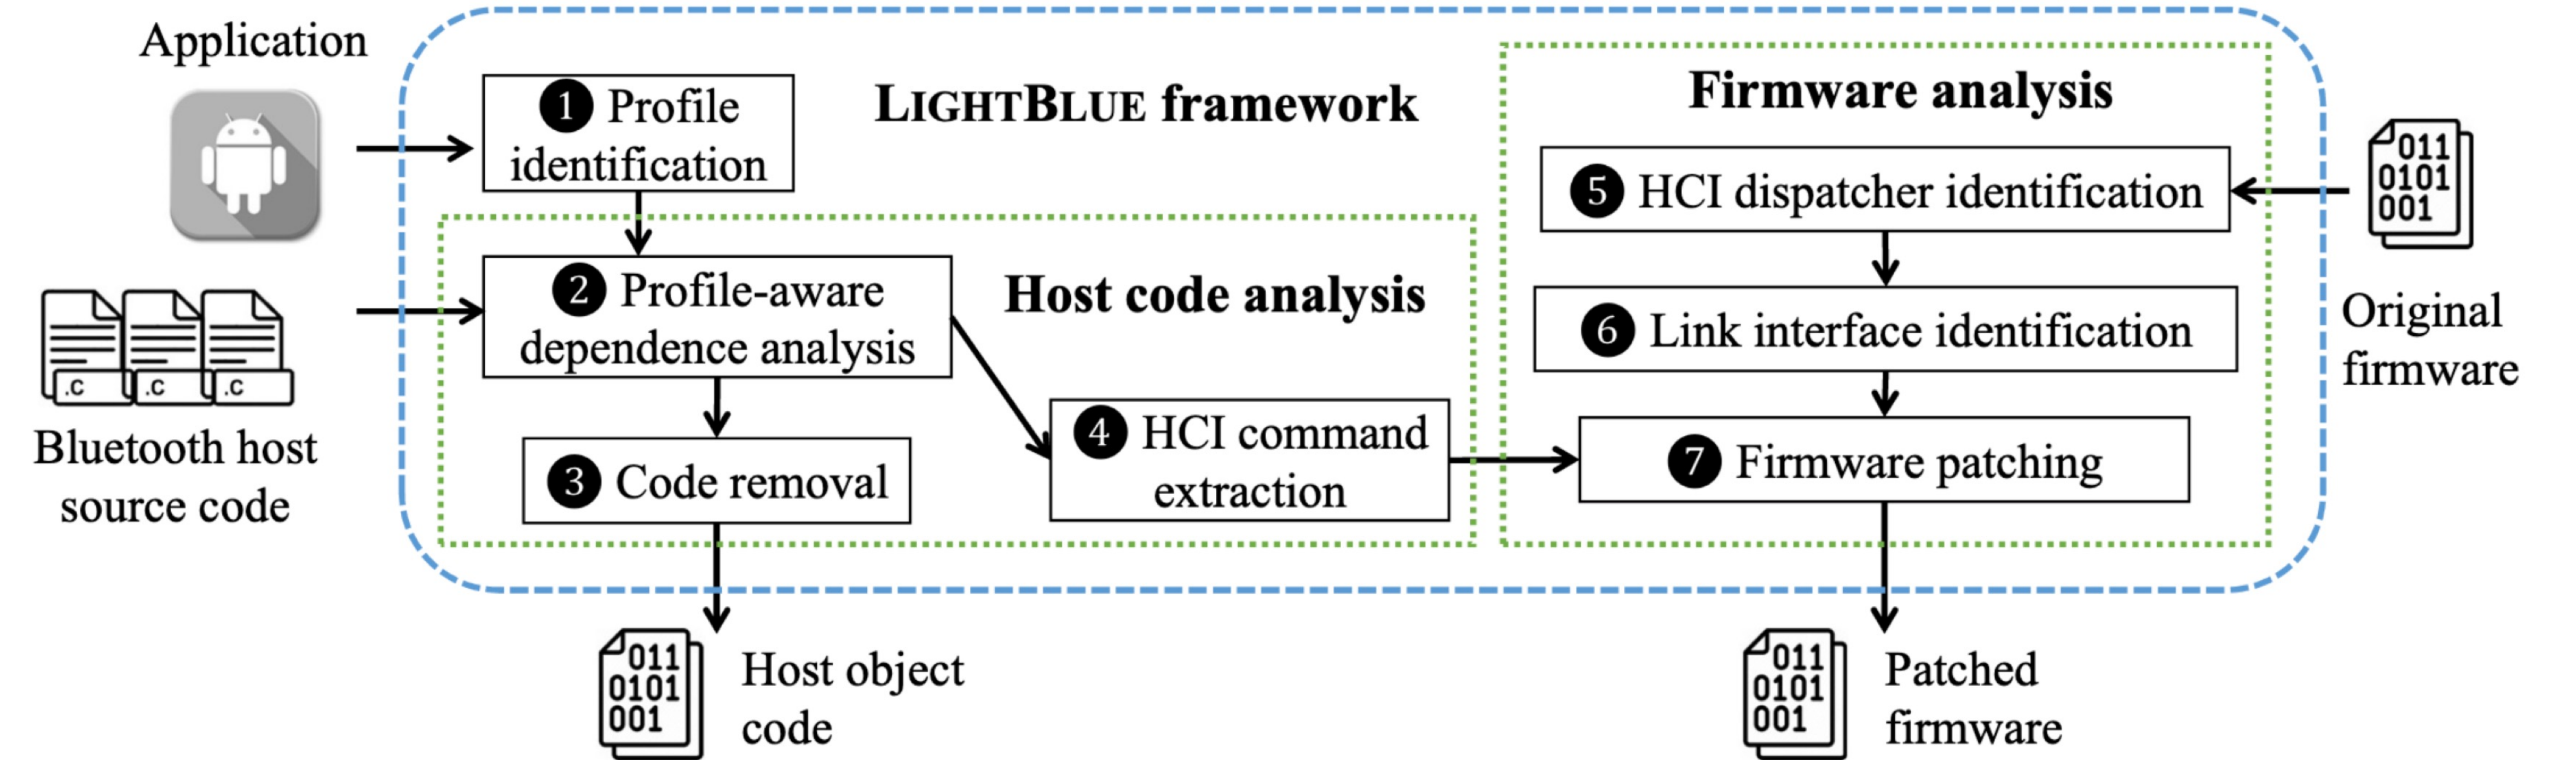 Application
Bluetooth host
source code
.C .C .C
LIGHTBLUE framework
1 Profile
identification
Host code analysis
2 Profile-aware
dependence analysis
3 Code removal
4 HCI command
extraction
Firmware analysis
5 HCI dispatcher identification
6 Link interface identification
7 Firmware patching
011
0101
001
Original
firmware
011
0101
001
Host object
code
011
0101
001
Patched
firmware